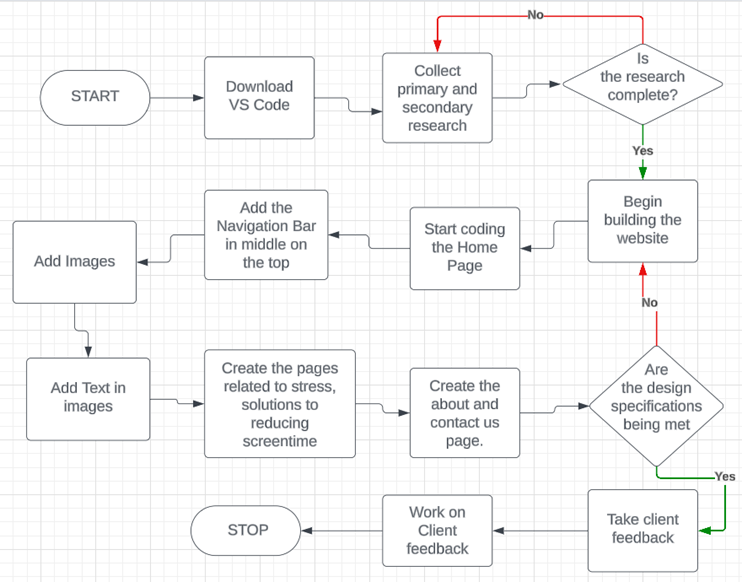 No
START
Download
VS Code
Collect
primary and
secondary
research
Is
the research
complete?
Yes
Begin
building the
website
Start coding
the Home
Page
Add the
Navigation Bar
in middle on
the top
Add Images
Add Text in
images
Create the pages
related to stress,
solutions to
reducing
screentime
Create the
about and
contact us
page.
No
Are
the design
specifications
being met
Yes
Take client
feedback
Work on
Client
feedback
STOP